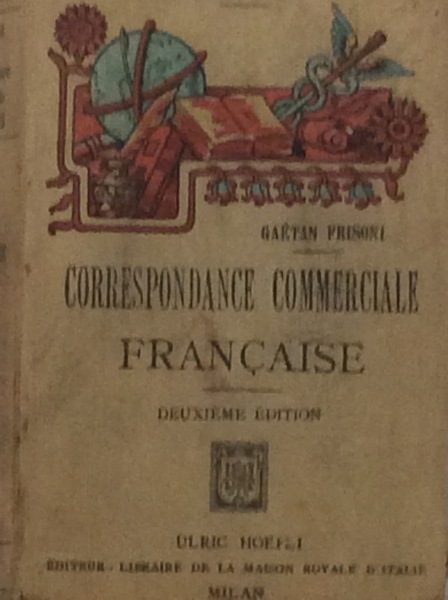 GAËTAN FRISONI
CORRESPONDANCE COMMERCIALE
FRANÇAISE
DEUXIÈME ÉDITION
ULRIC HOEPLI
ÉDITEUR-LIBRAIRE DE LA MAISON ROYALE D'ITALIE
MILAN